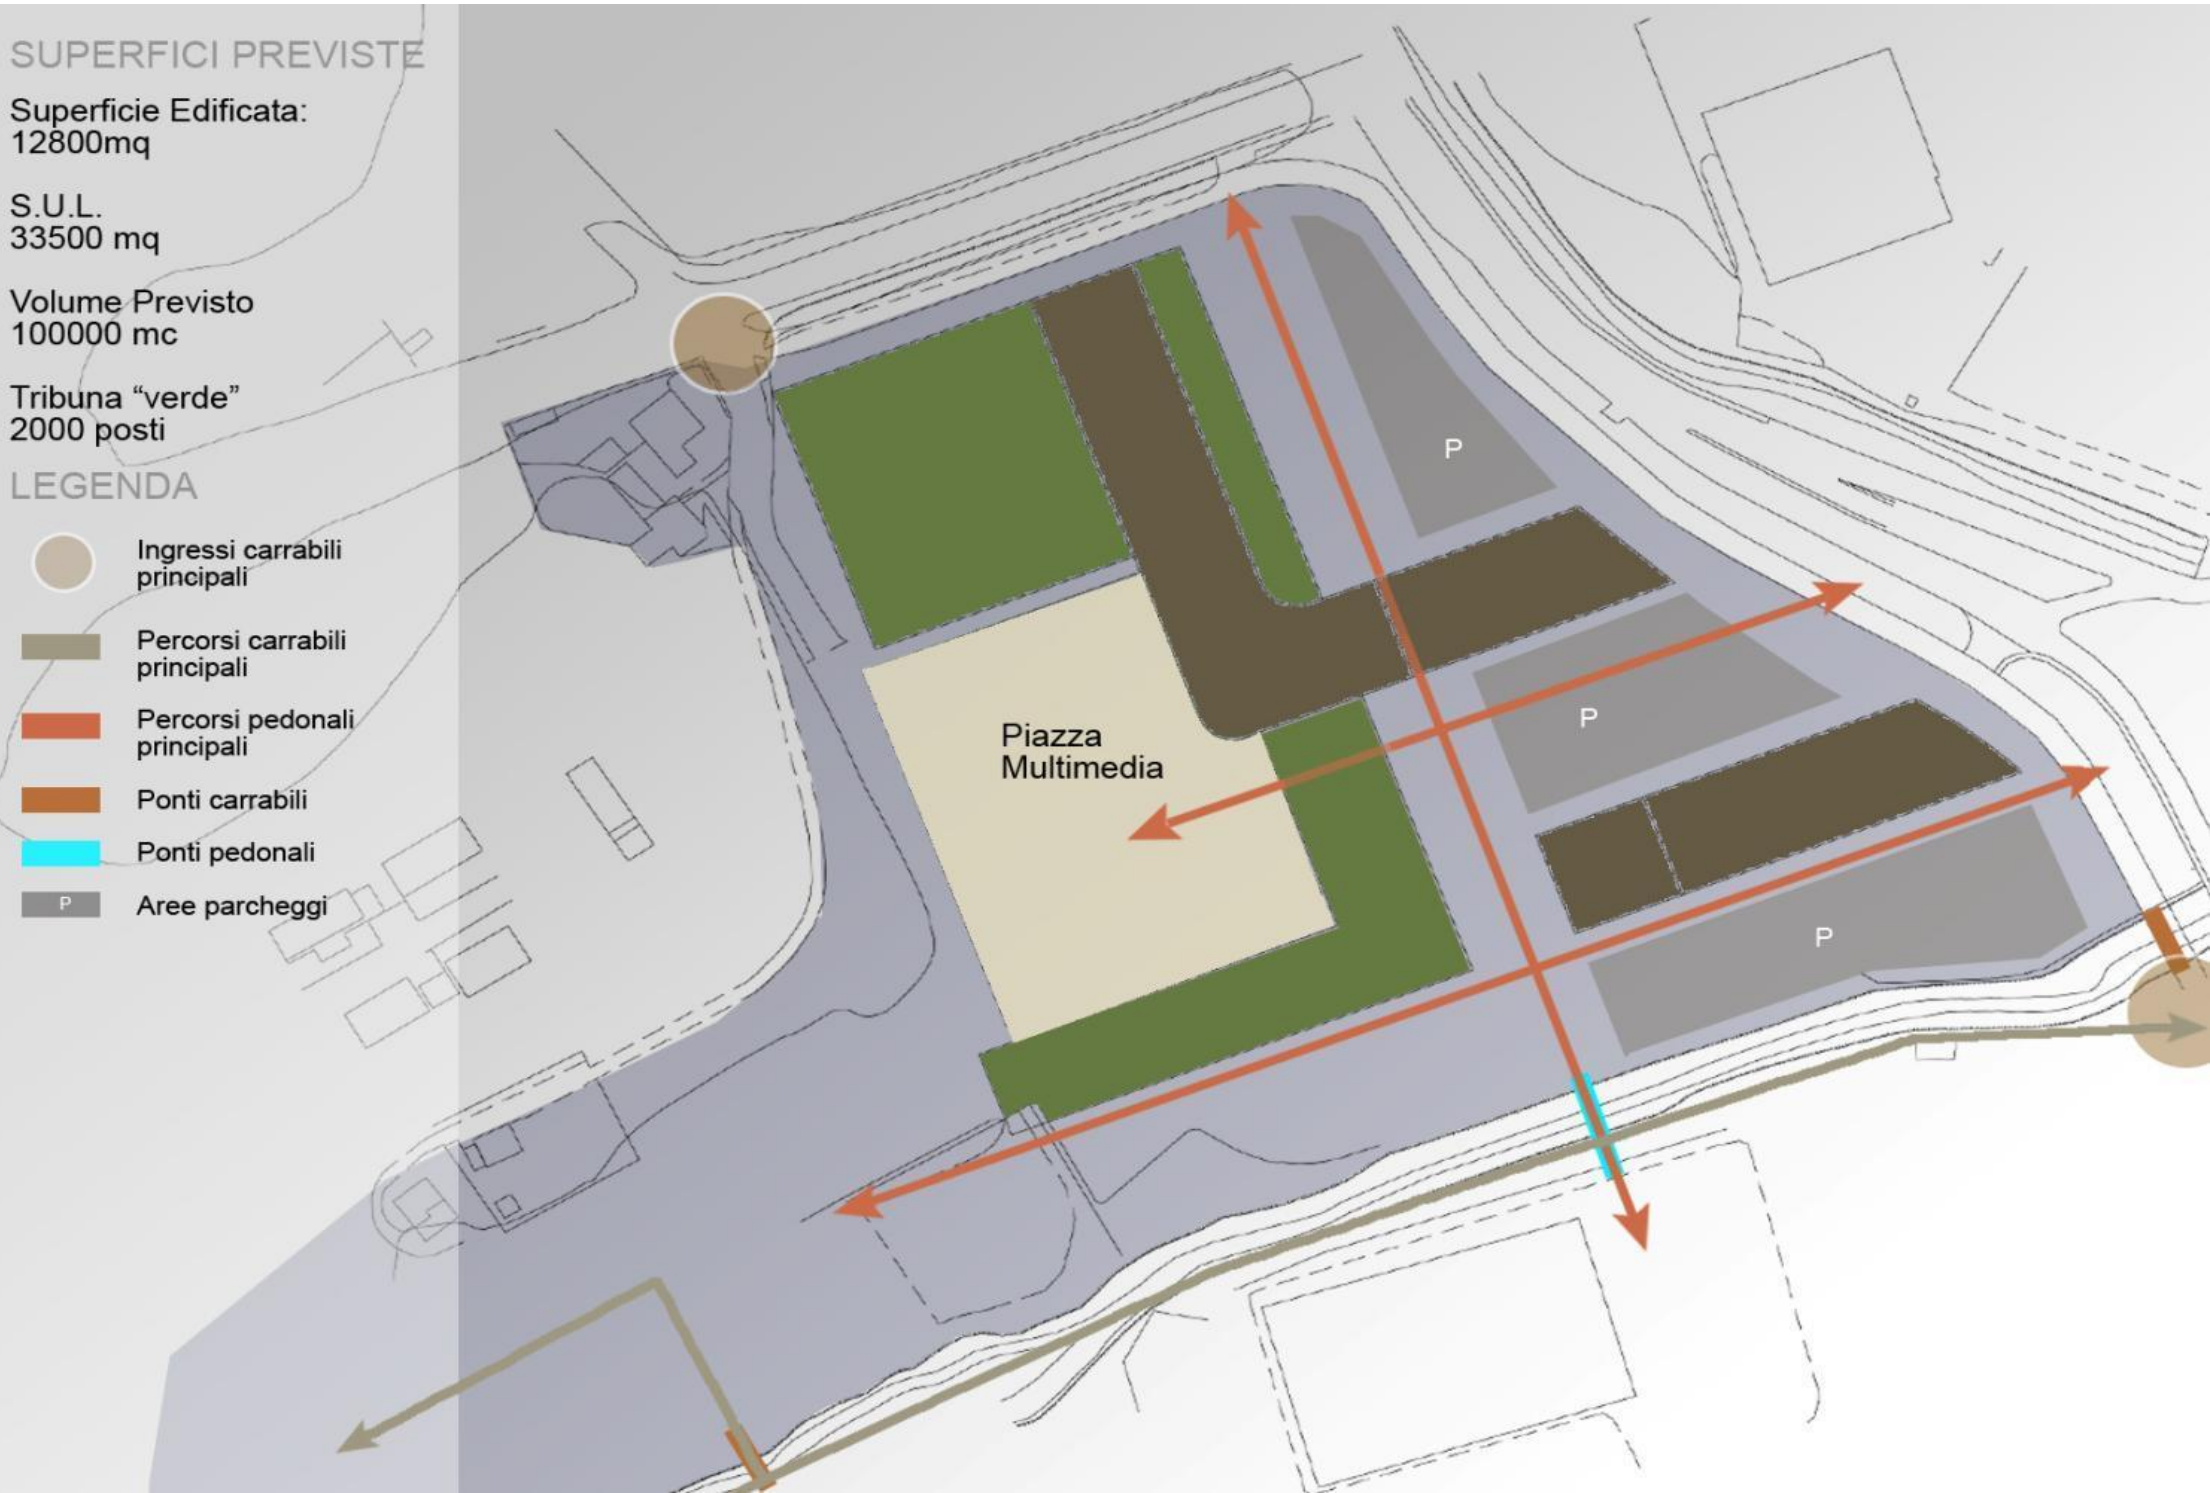 SUPERFICI PREVISTE
Superficie Edificata:
12800mq
S.U.L.
33500 mq
Volume Previsto
100000 mc
Tribuna “verde”
2000 posti
LEGENDA
Ingressi carrabili
principali
Percorsi carrabili
principali
Percorsi pedonali
principali
Ponti carrabili
Ponti pedonali
P
Aree parcheggi
P
P
Piazza
Multimedia
P